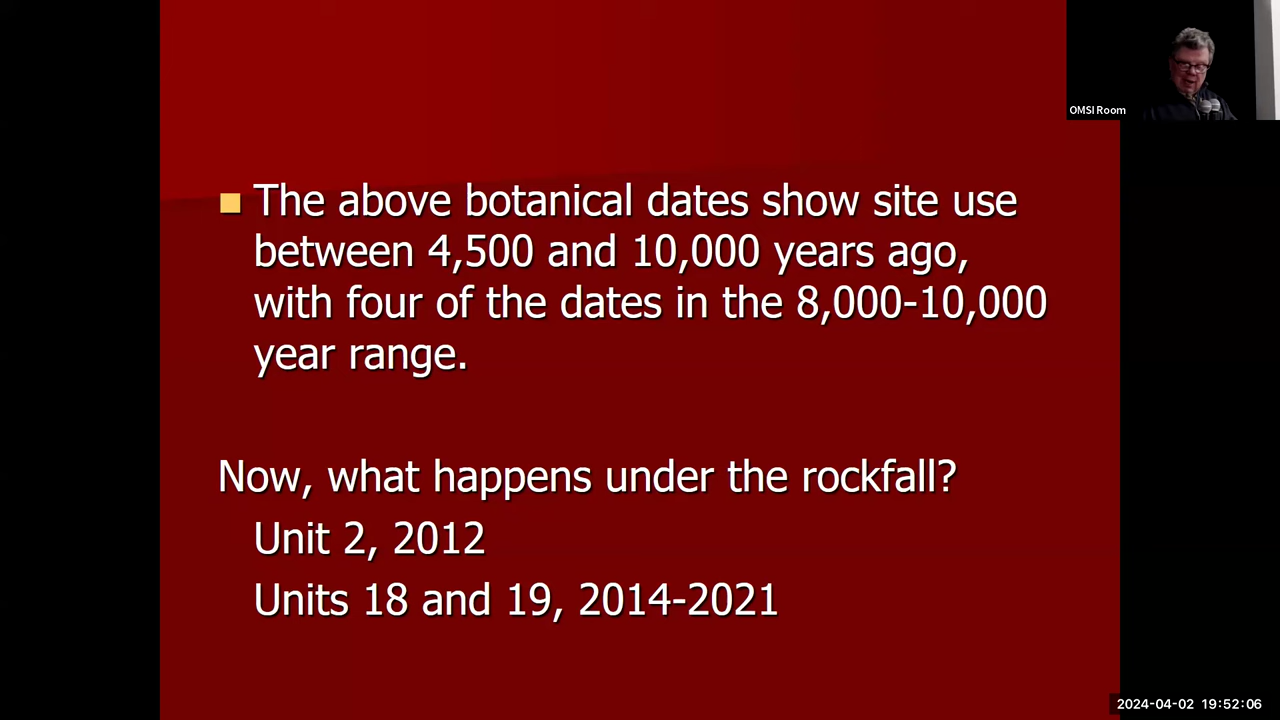 OMSI Room
The above botanical dates show site use
between 4,500 and 10,000 years ago,
with four of the dates in the 8,000-10,000
year range.
Now, what happens under the rockfall?
Unit 2, 2012
Units 18 and 19, 2014-2021
2024-04-02 19:52:06